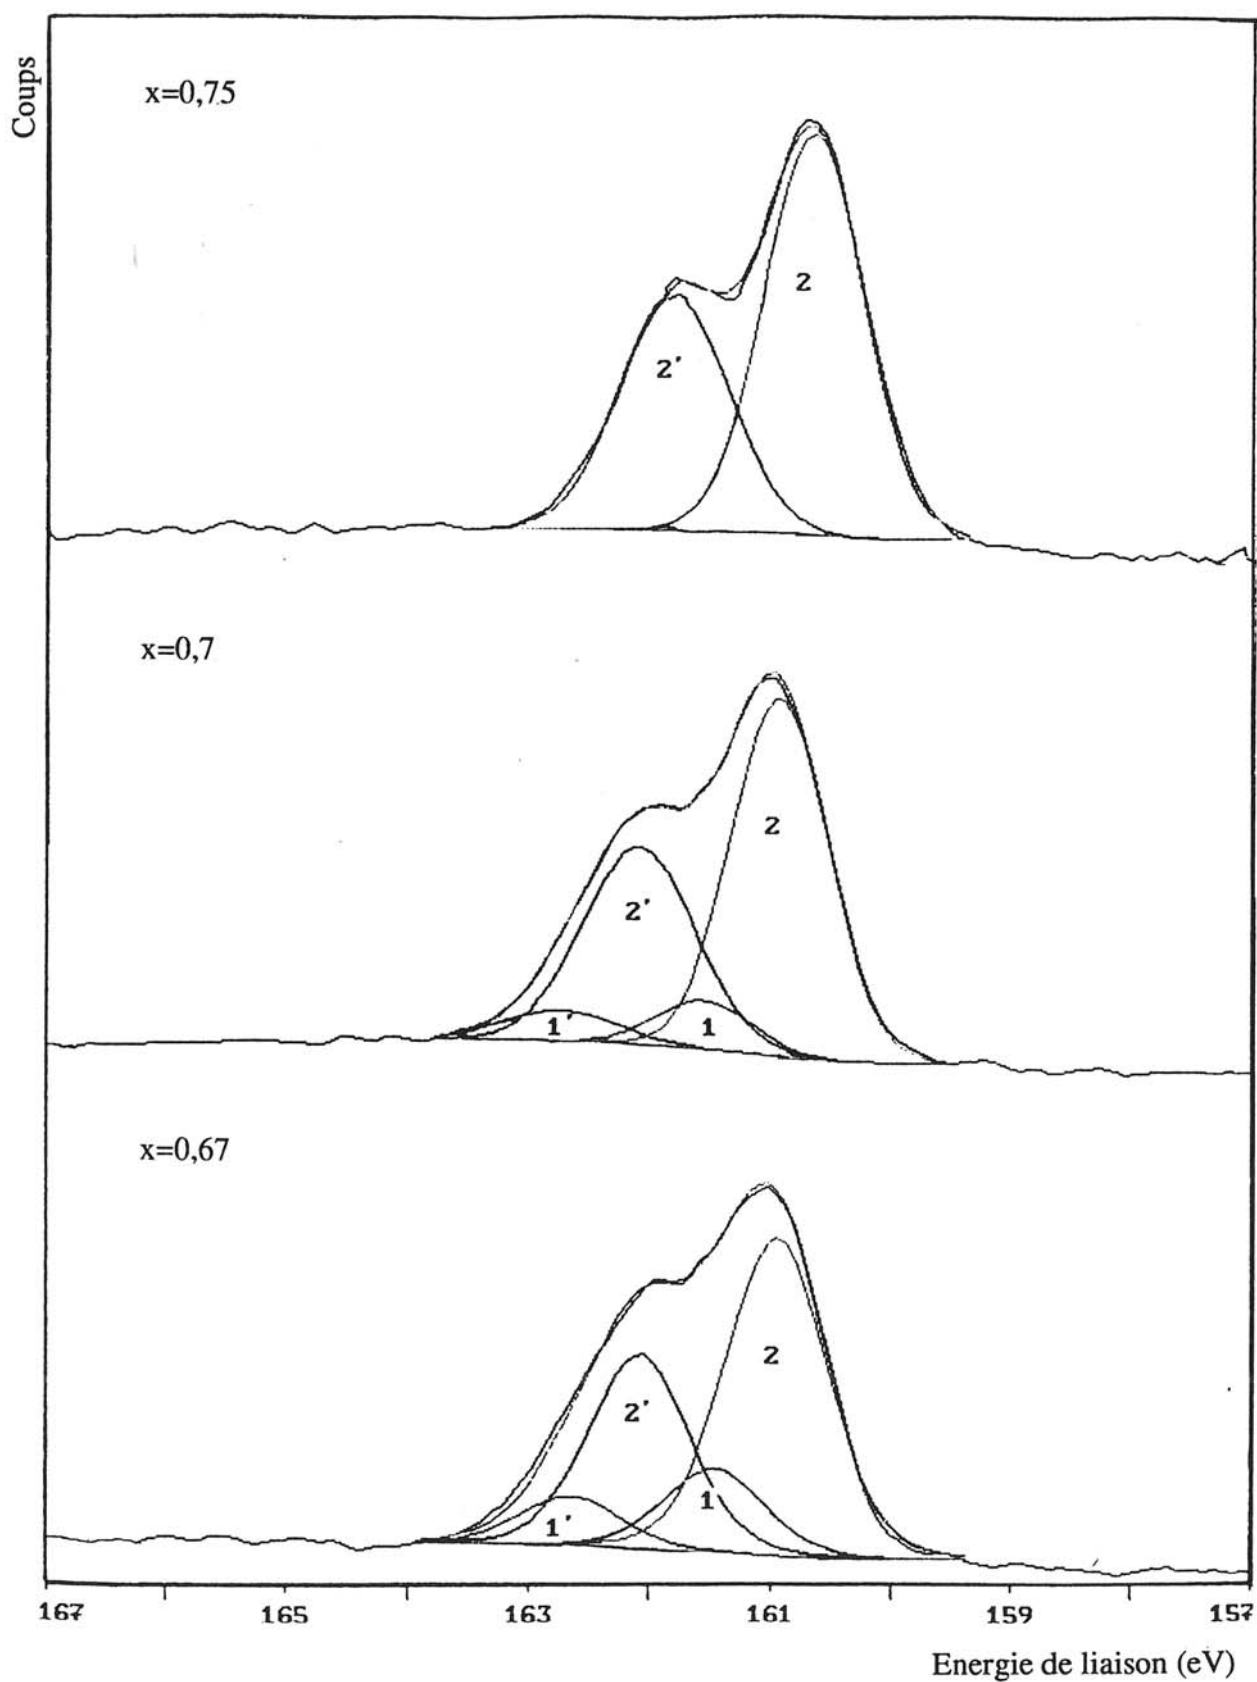 Coups
x=0,75
2
2'
x=0,7
2
2'
1'
1
x=0,67
2
2'
1
1'
167 165 163 161 159 157
Energie de liaison (eV)